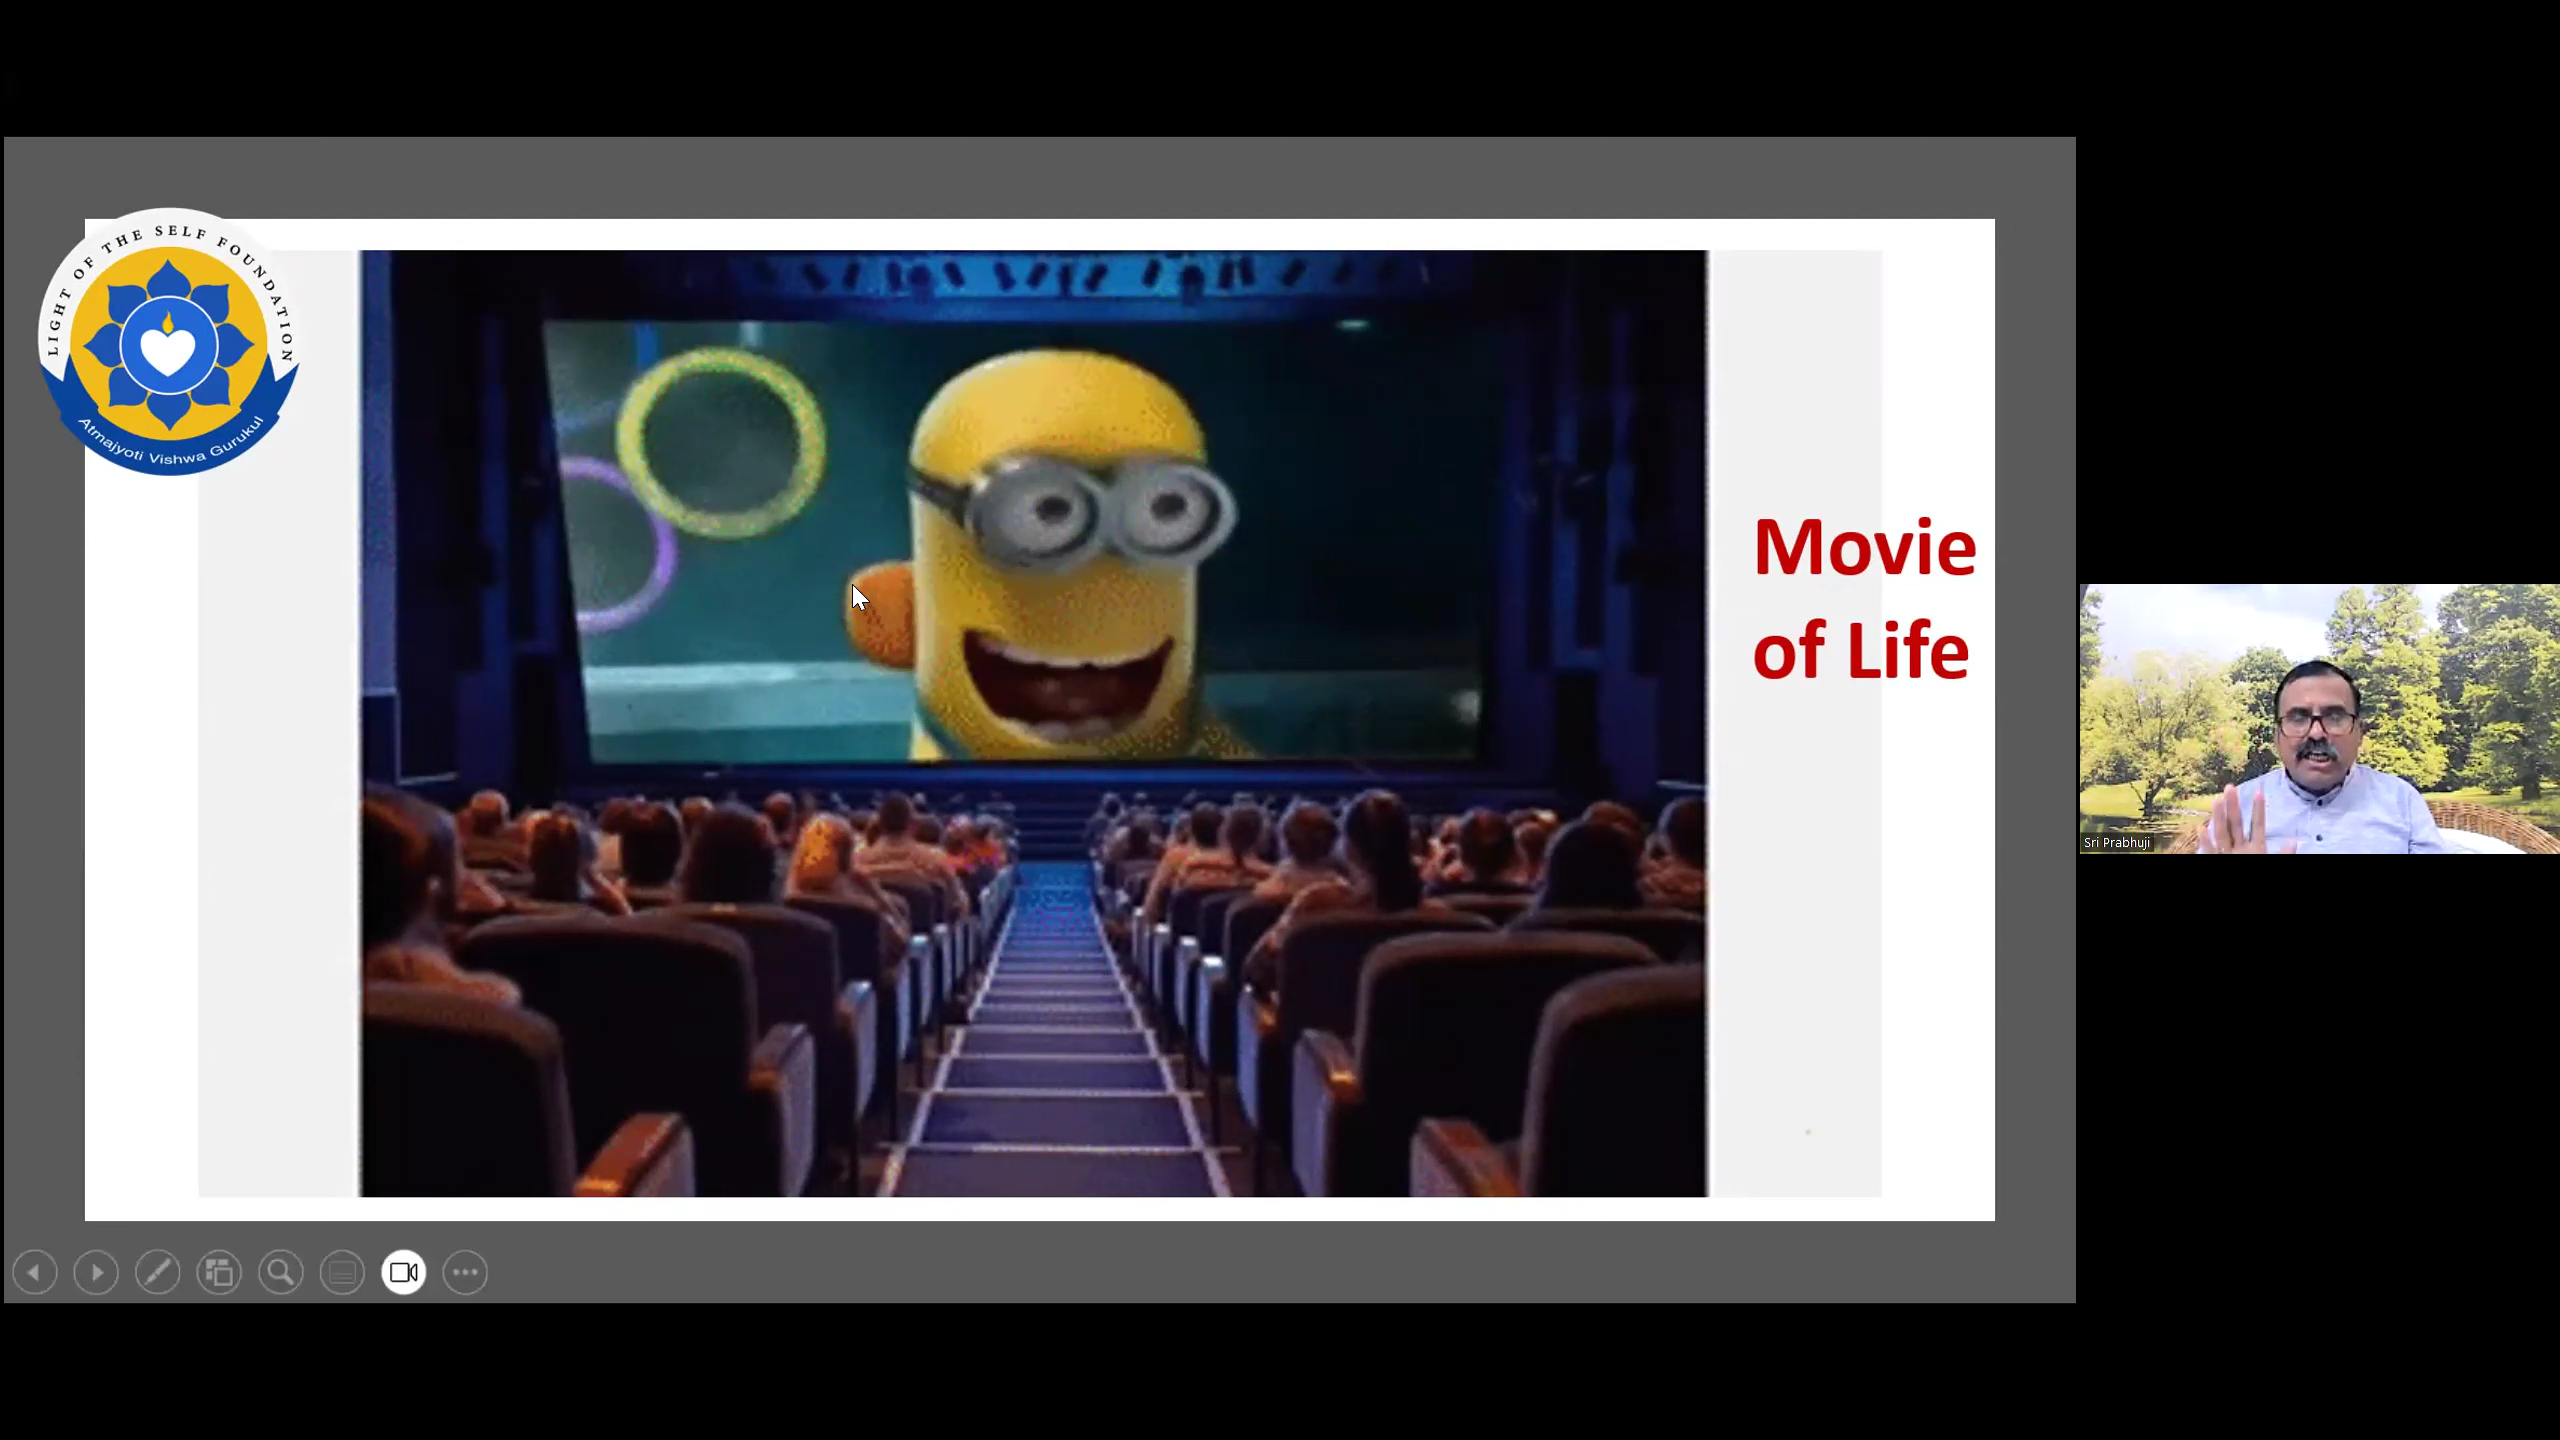 LIGHT OF THE SELF FOUNDATION
Atmajyoti Vishwa Gurukul
Movie
of Life
Sri Prabhuji